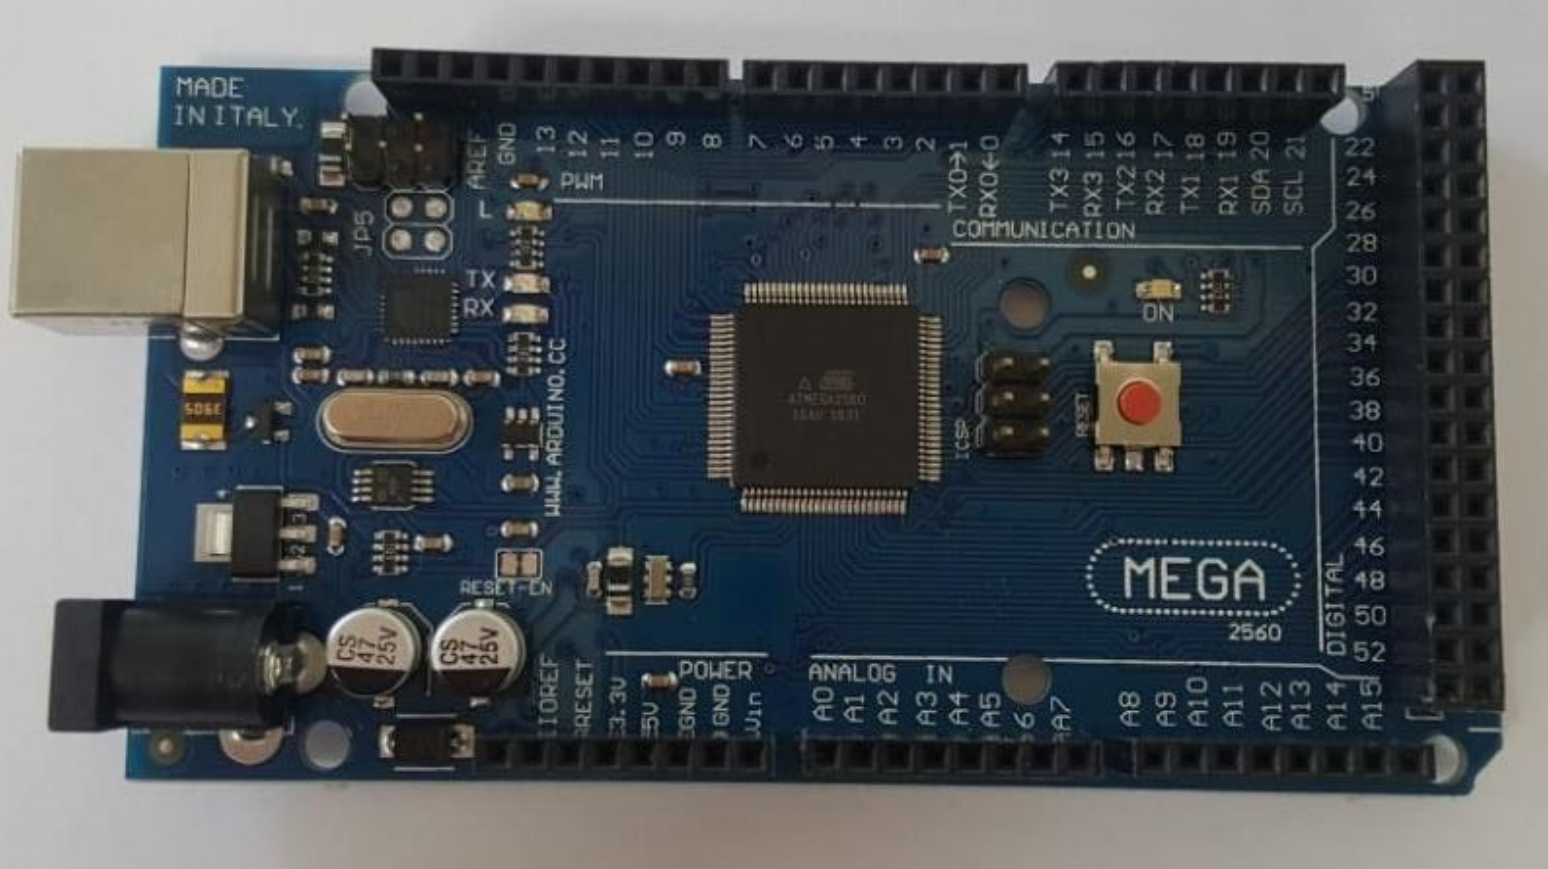 MADE
IN ITALY
AREF
GND
13
12
11
10
9
8
7
6
5
4
3
2
TX0→1
RX0←0
TX3 14
RX3 15
TX2 16
RX2 17
TX1 18
RX1 19
SDA 20
SCL 21
PWM
COMMUNICATION
L
JP5
TX
RX
WWW.ARDUINO.CC
ON
RESET
ICSP
ATMEGA2560
22
24
26
28
30
32
34
36
38
40
42
44
46
48
50
52
DIGITAL
MEGA
2560
3
2
1
RESET-EN
CS
47
25V
CS
47
25V
IOREF
RESET
3.3V
5V
GND
GND
Vin
POWER
ANALOG IN
A0
A1
A2
A3
A4
A5
6
A7
A8
A9
A10
A11
A12
A13
A14
A15